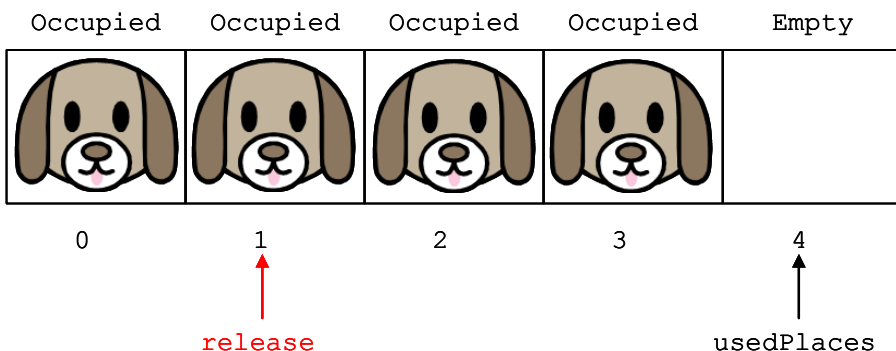 Occupied Occupied Occupied Occupied Empty
0 1 2 3 4
release usedPlaces